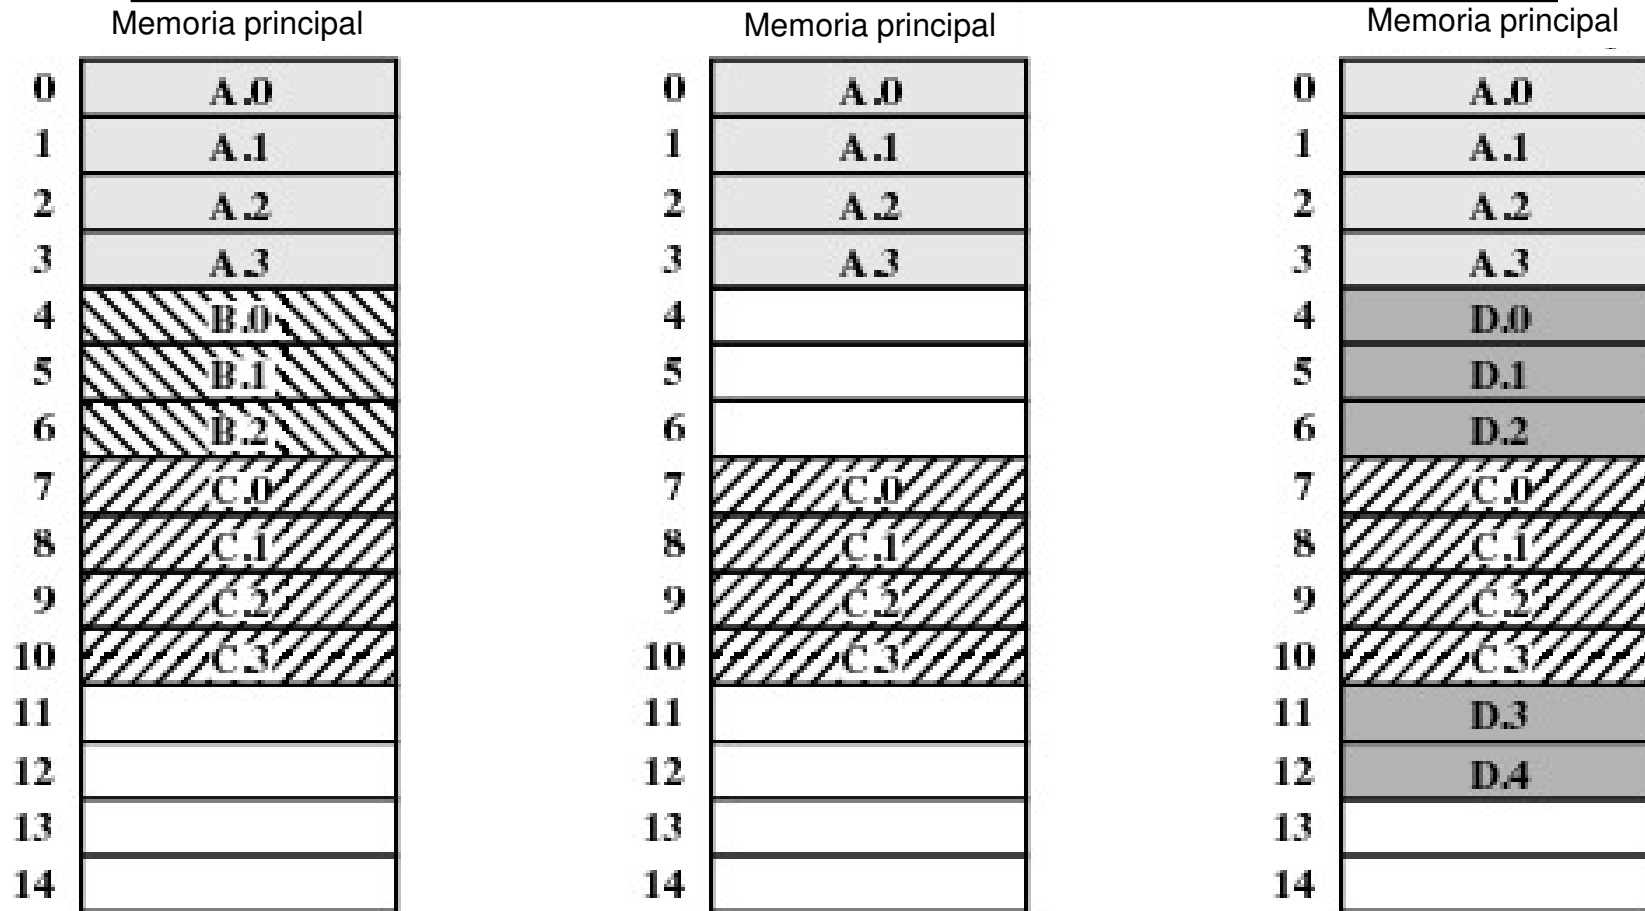 Memoria principal
0 A.0
1 A.1
2 A.2
3 A.3
4 B.0
5 B.1
6 B.2
7 C.0
8 C.1
9 C.2
10 C.3
11
12
13
14
Memoria principal
0 A.0
1 A.1
2 A.2
3 A.3
4
5
6
7 C.0
8 C.1
9 C.2
10 C.3
11
12
13
14
Memoria principal
0 A.0
1 A.1
2 A.2
3 A.3
4 D.0
5 D.1
6 D.2
7 C.0
8 C.1
9 C.2
10 C.3
11 D.3
12 D.4
13
14